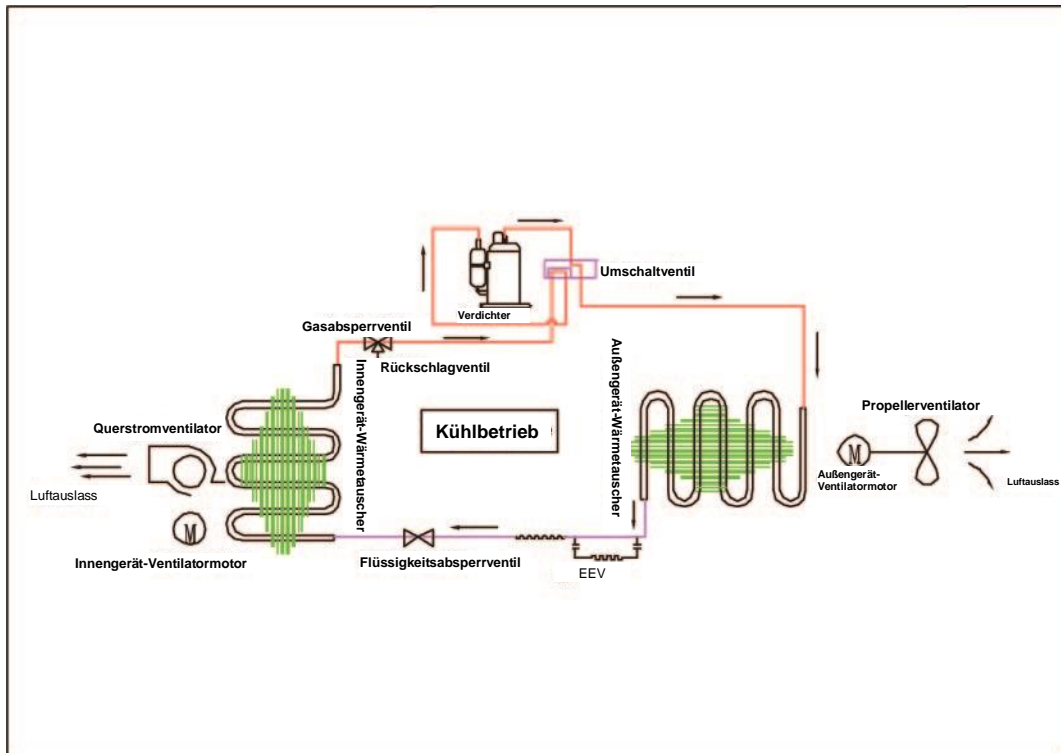 Umschaltventil
Verdichter
Gasabsperrventil
Rückschlagventil
Innengerät-Wärmetauscher
Außengerät-Wärmetauscher
Kühlbetrieb
Querstromventilator
Propellerventilator
M
Außengerät-
Ventilatormotor
Luftauslass
Luftauslass
M
Innengerät-Ventilatormotor
Flüssigkeitsabsperrventil
EEV